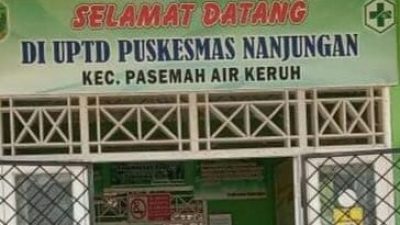 SELAMAT DATANG
DI UPTD PUSKESMAS NANJUNGAN
KEC. PASEMAH AIR KERUH